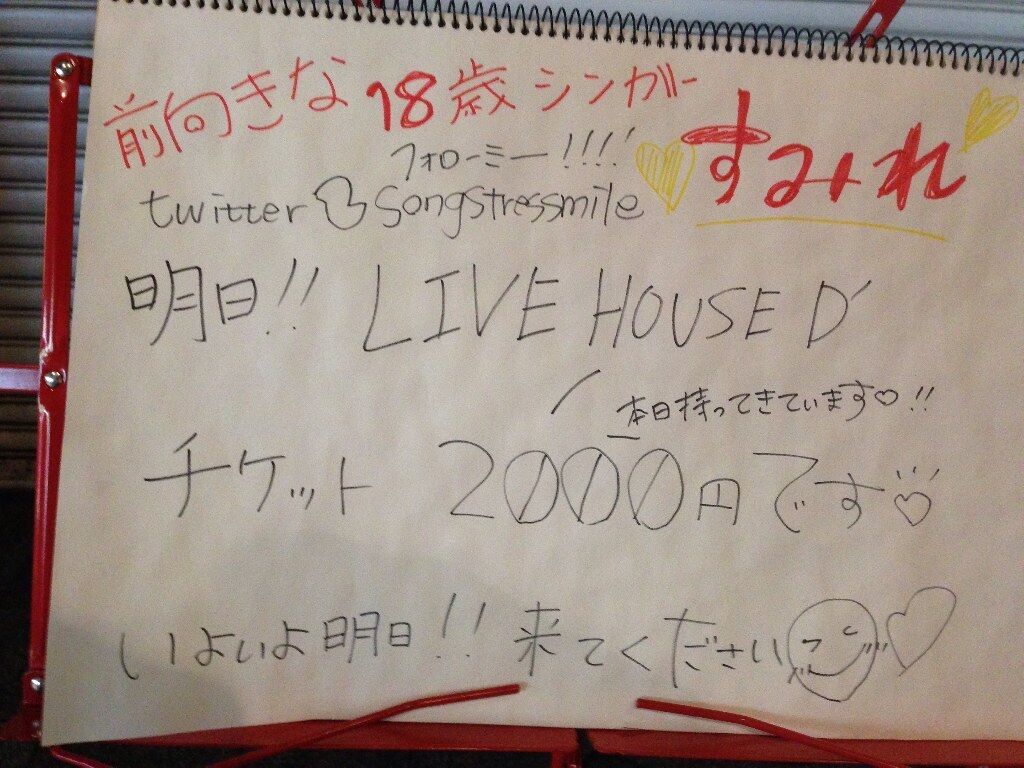 前向きな 18歳 シンガー すみれ
フォローミー!!!!
twitter songstressmile
明日!! LIVE HOUSE D'
本日持ってきています♡!!
チケット 2000円です
いよいよ明日!! 来てください